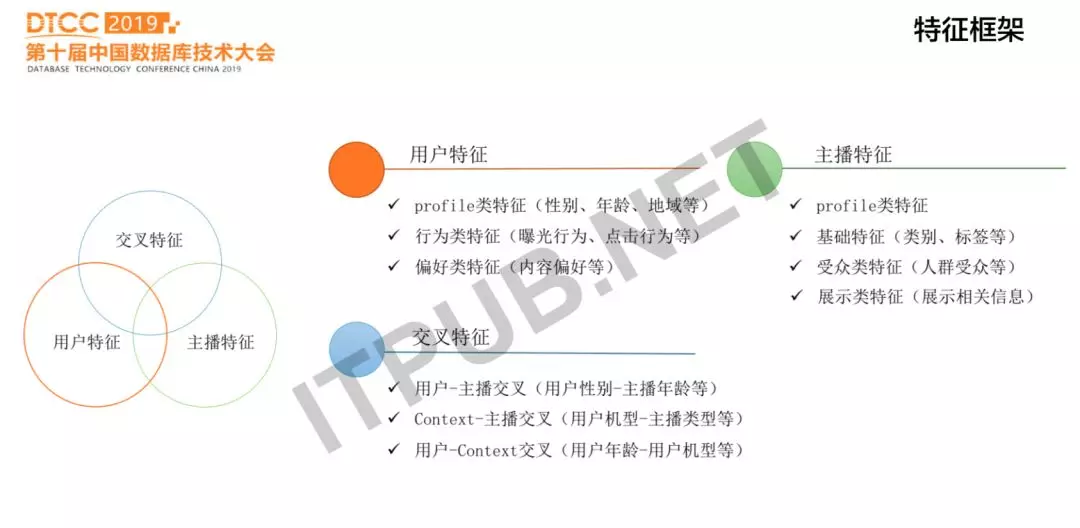 DTCC 2019
第十届中国数据库技术大会
DATABASE TECHNOLOGY CONFERENCE CHINA 2019
特征框架
交叉特征
用户特征
主播特征
用户特征
✓ profile类特征（性别、年龄、地域等）
✓ 行为类特征（曝光行为、点击行为等）
✓ 偏好类特征（内容偏好等）
主播特征
✓ profile类特征
✓ 基础特征（类别、标签等）
✓ 受众类特征（人群受众等）
✓ 展示类特征（展示相关信息）
交叉特征
✓ 用户-主播交叉（用户性别-主播年龄等）
✓ Context-主播交叉（用户机型-主播类型等）
✓ 用户-Context交叉（用户年龄-用户机型等）
ITPUB.NET